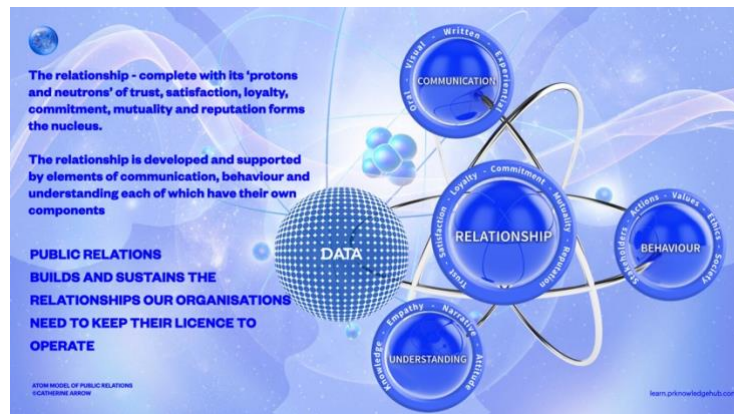 The relationship - complete with its ‘protons
and neutrons’ of trust, satisfaction, loyalty,
commitment, mutuality and reputation forms
the nucleus.
The relationship is developed and supported
by elements of communication, behaviour and
understanding each of which have their own
components
PUBLIC RELATIONS
BUILDS AND SUSTAINS THE
RELATIONSHIPS OUR ORGANISATIONS
NEED TO KEEP THEIR LICENCE TO
OPERATE
ATOM MODEL OF PUBLIC RELATIONS
©CATHERINE ARROW
Oral - Visual - Written - Experiential
COMMUNICATION
Trust - Satisfaction - Loyalty - Commitment - Mutuality - Reputation
RELATIONSHIP
DATA
Stakeholders - Actions - Values - Ethics - Society
BEHAVIOUR
Knowledge - Empathy - Narrative - Attitude
UNDERSTANDING
learn.prknowledgehub.com